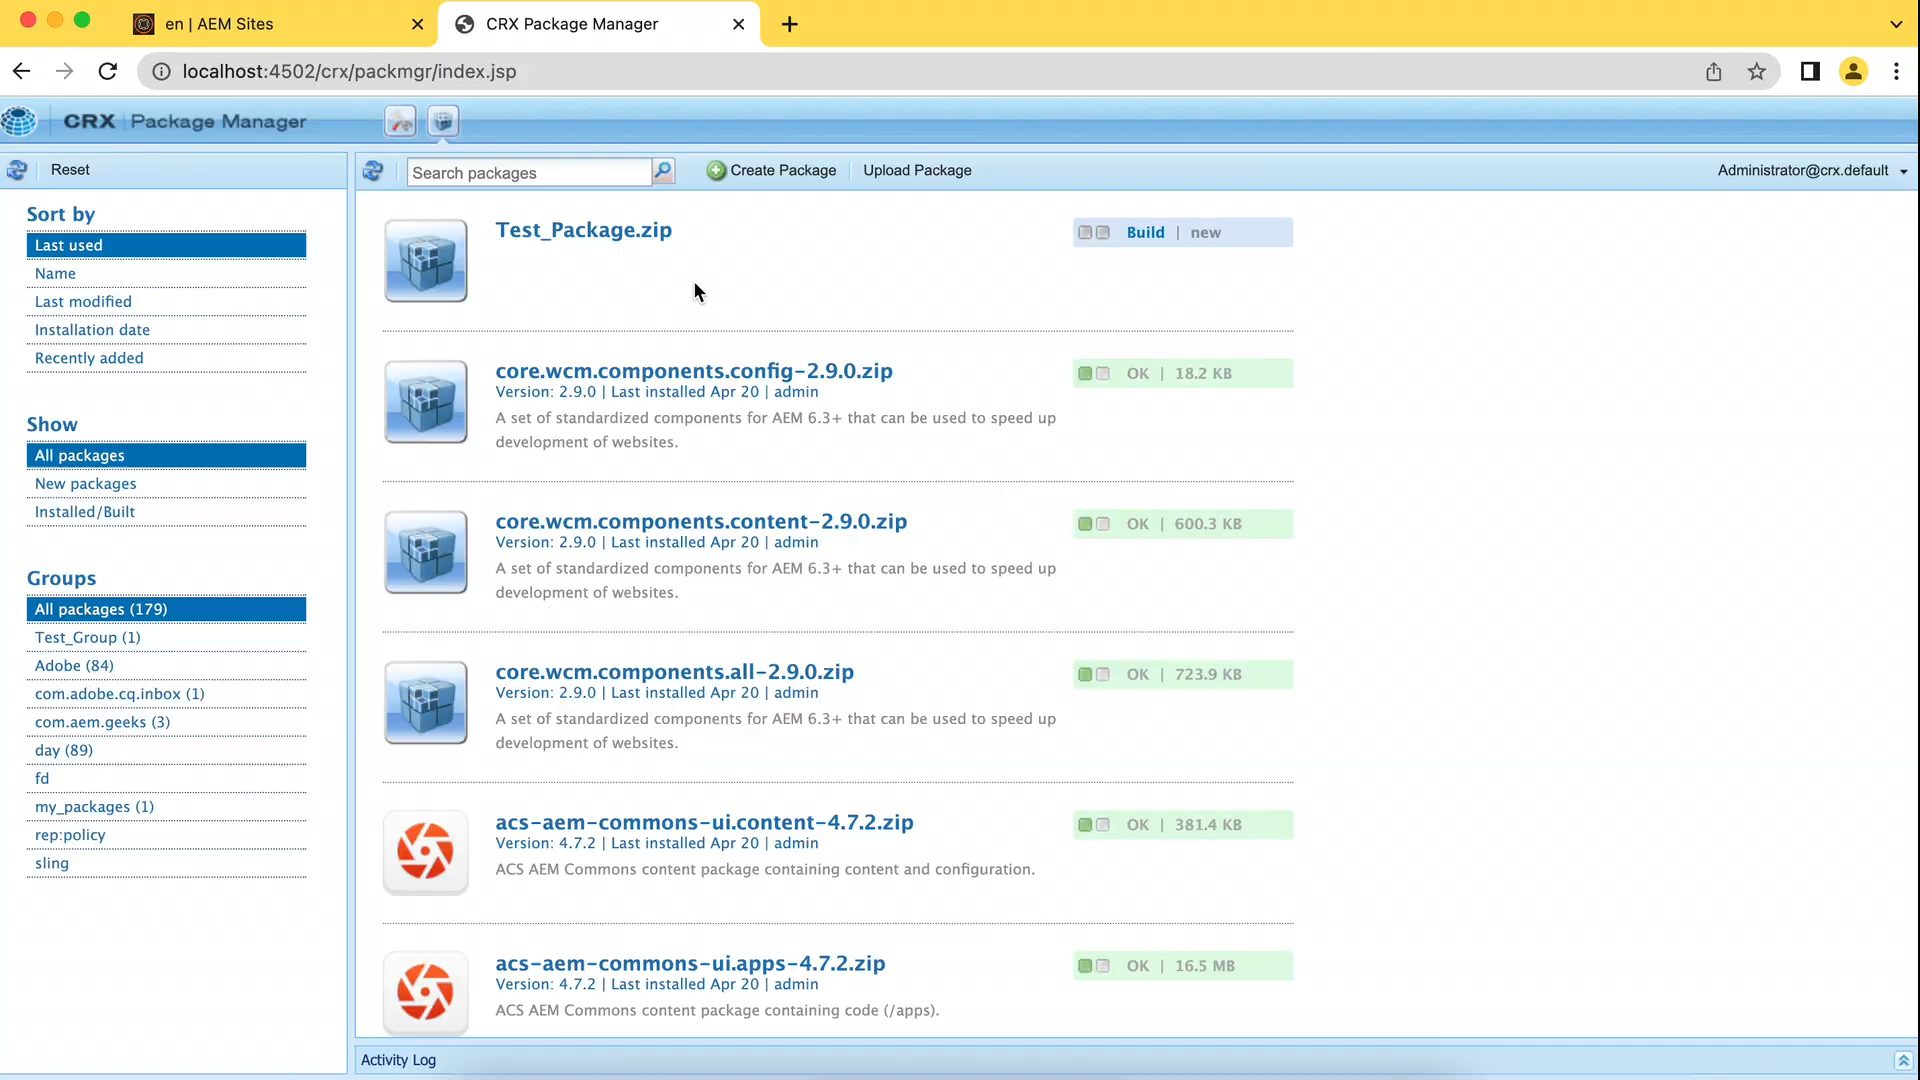 en | AEM Sites
CRX Package Manager
localhost:4502/crx/packmgr/index.jsp
CRX | Package Manager
Reset
Search packages
Create Package
Upload Package
Administrator@crx.default
Sort by
Last used
Name
Last modified
Installation date
Recently added
Show
All packages
New packages
Installed/Built
Groups
All packages (179)
Test_Group (1)
Adobe (84)
com.adobe.cq.inbox (1)
com.aem.geeks (3)
day (89)
fd
my_packages (1)
rep:policy
sling
Test_Package.zip
Build | new
core.wcm.components.config-2.9.0.zip
Version: 2.9.0 | Last installed Apr 20 | admin
A set of standardized components for AEM 6.3+ that can be used to speed up
development of websites.
OK | 18.2 KB
core.wcm.components.content-2.9.0.zip
Version: 2.9.0 | Last installed Apr 20 | admin
A set of standardized components for AEM 6.3+ that can be used to speed up
development of websites.
OK | 600.3 KB
core.wcm.components.all-2.9.0.zip
Version: 2.9.0 | Last installed Apr 20 | admin
A set of standardized components for AEM 6.3+ that can be used to speed up
development of websites.
OK | 723.9 KB
acs-aem-commons-ui.content-4.7.2.zip
Version: 4.7.2 | Last installed Apr 20 | admin
ACS AEM Commons content package containing content and configuration.
OK | 381.4 KB
acs-aem-commons-ui.apps-4.7.2.zip
Version: 4.7.2 | Last installed Apr 20 | admin
ACS AEM Commons content package containing code (/apps).
OK | 16.5 MB
Activity Log